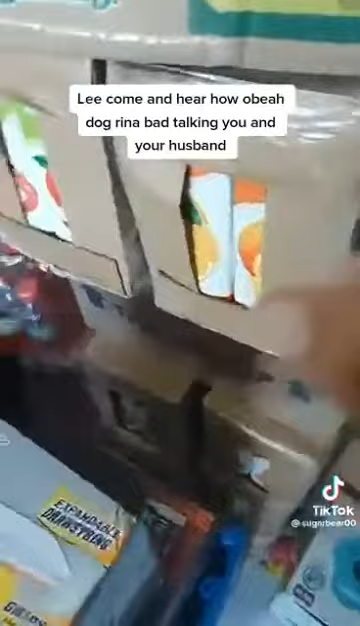 Lee come and hear how obeah
dog rina bad talking you and
your husband
TikTok
@sugarbear00
EXPANDABLE
DRAWSTRING